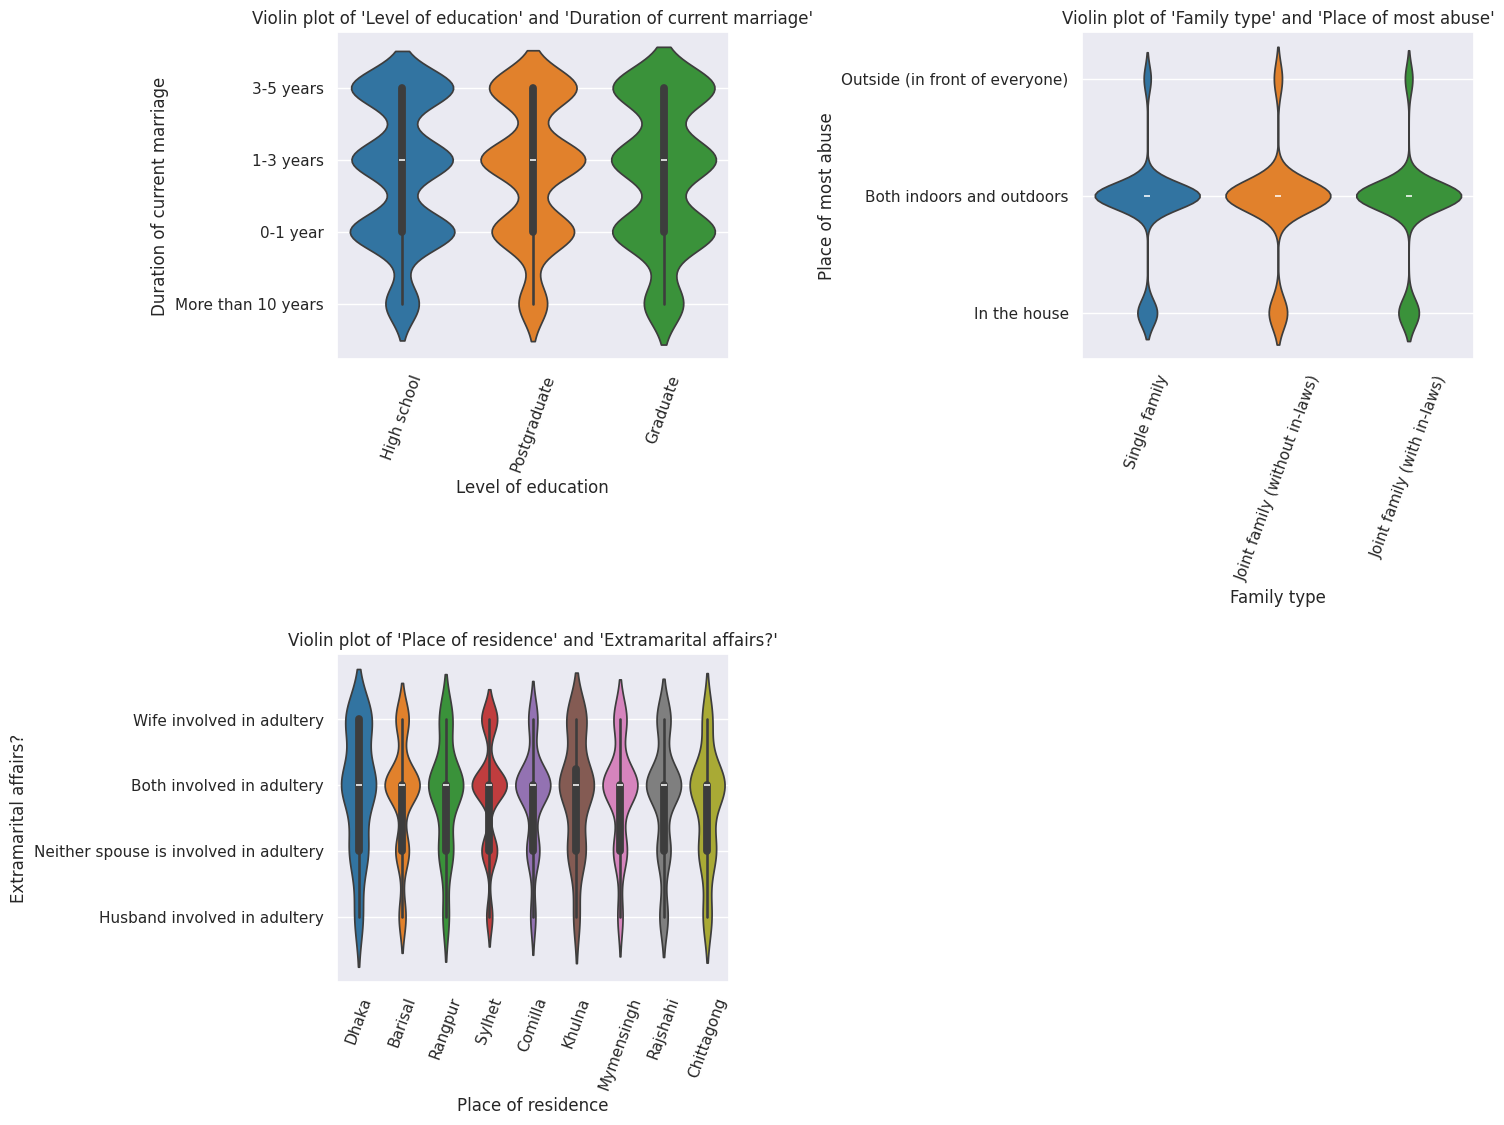 Violin plot of 'Level of education' and 'Duration of current marriage'
Duration of current marriage
3-5 years
1-3 years
0-1 year
More than 10 years
High school
Postgraduate
Graduate
Level of education
Violin plot of 'Family type' and 'Place of most abuse'
Place of most abuse
Outside (in front of everyone)
Both indoors and outdoors
In the house
Single family
Joint family (without in-laws)
Joint family (with in-laws)
Family type
Violin plot of 'Place of residence' and 'Extramarital affairs?'
Extramarital affairs?
Wife involved in adultery
Both involved in adultery
Neither spouse is involved in adultery
Husband involved in adultery
Dhaka
Barisal
Rangpur
Sylhet
Comilla
Khulna
Mymensingh
Rajshahi
Chittagong
Place of residence